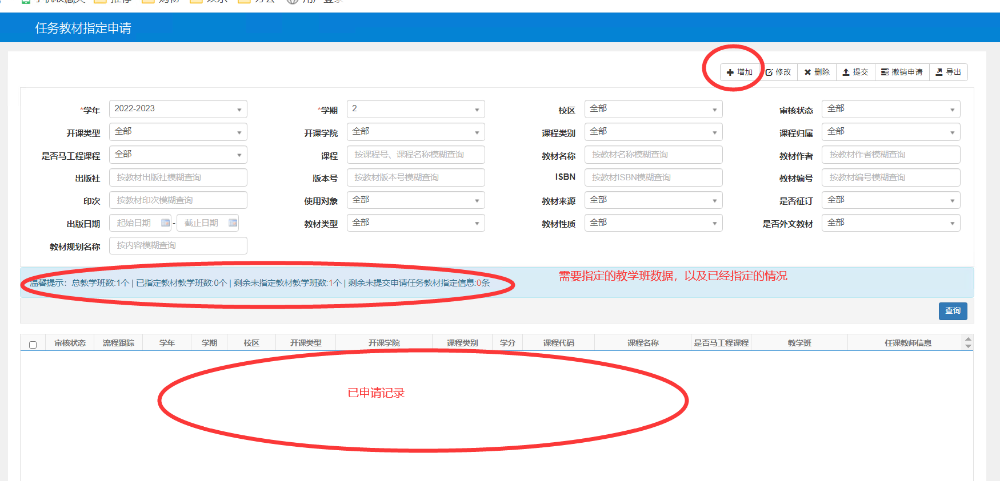 任务教材指定申请
增加 修改 删除 提交 撤销申请 导出
*学年 2022-2023 *学期 2 校区 全部 审核状态 全部
开课类型 全部 开课学院 全部 课程类别 全部 课程归属 全部
是否马工程课程 全部 课程 按课程号、课程名称模糊查询 教材名称 按教材名称模糊查询 教材作者 按教材作者模糊查询
出版社 按教材出版社模糊查询 版本号 按教材版本号模糊查询 ISBN 按教材ISBN模糊查询 教材编号 按教材编号模糊查询
印次 按教材印次模糊查询 使用对象 全部 教材来源 全部 是否征订 全部
出版日期 起始日期 - 截止日期 教材类型 全部 教材性质 全部 是否外文教材 全部
教材规划名称 按内容模糊查询
需要指定的教学班数据，以及已经指定的情况
温馨提示：总教学班数:1个 | 已指定教材教学班数:0个 | 剩余未指定教材教学班数:1个 | 剩余未提交申请任务教材指定信息:0条
查询
审核状态 流程跟踪 学年 学期 校区 开课类型 开课学院 课程类别 学分 课程代码 课程名称 是否马工程课程 教学班 任课教师信息
已申请记录